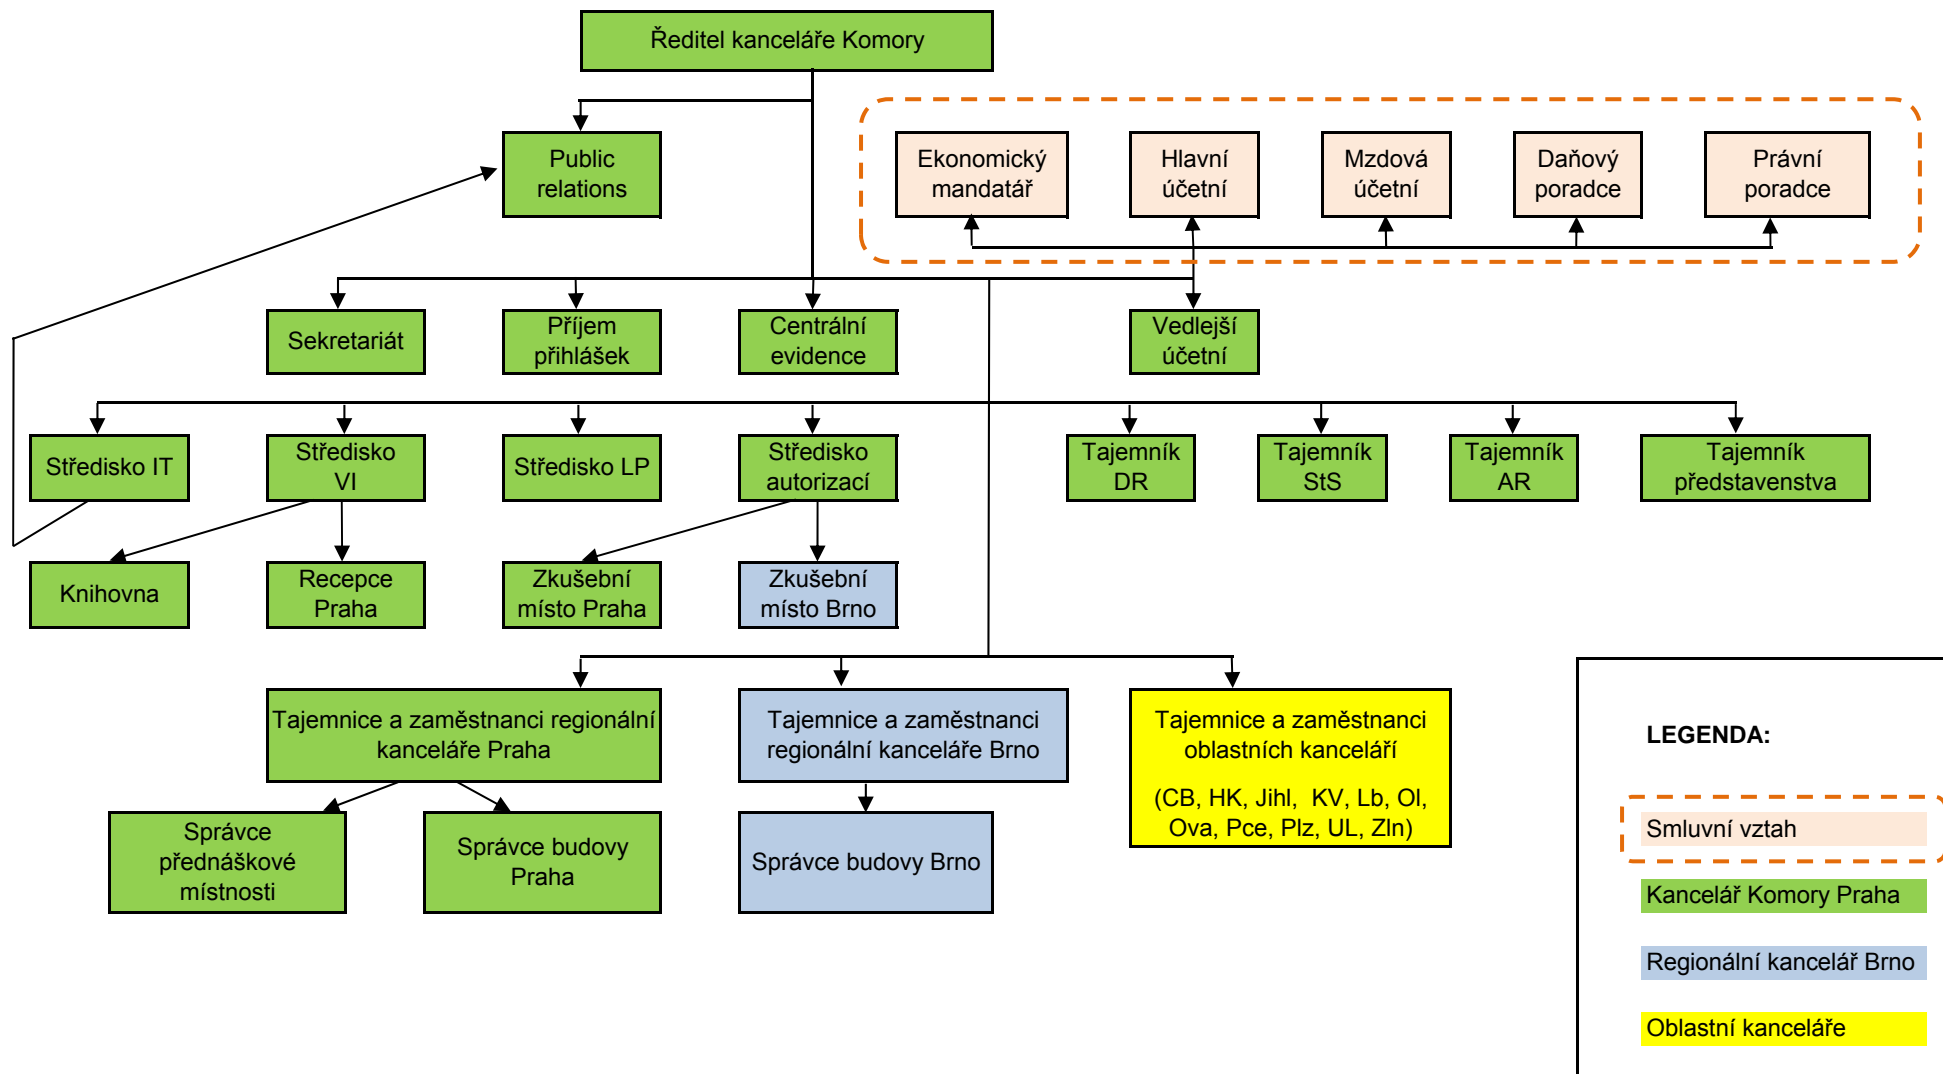 Ředitel kanceláře Komory
Public
relations
Ekonomický
mandatář
Hlavní
účetní
Mzdová
účetní
Daňový
poradce
Právní
poradce
Sekretariát
Příjem
přihlášek
Centrální
evidence
Vedlejší
účetní
Středisko IT
Středisko
VI
Středisko LP
Středisko
autorizací
Tajemník
DR
Tajemník
StS
Tajemník
AR
Tajemník
představenstva
Knihovna
Recepce
Praha
Zkušební
místo Praha
Zkušební
místo Brno
Tajemnice a zaměstnanci regionální
kanceláře Praha
Tajemnice a zaměstnanci
regionální kanceláře Brno
Tajemnice a zaměstnanci
oblastních kanceláří
(CB, HK, Jihl, KV, Lb, Ol,
Ova, Pce, Plz, UL, Zln)
Správce
přednáškové
místnosti
Správce budovy
Praha
Správce budovy Brno
LEGENDA:
Smluvní vztah
Kancelář Komory Praha
Regionální kancelář Brno
Oblastní kanceláře